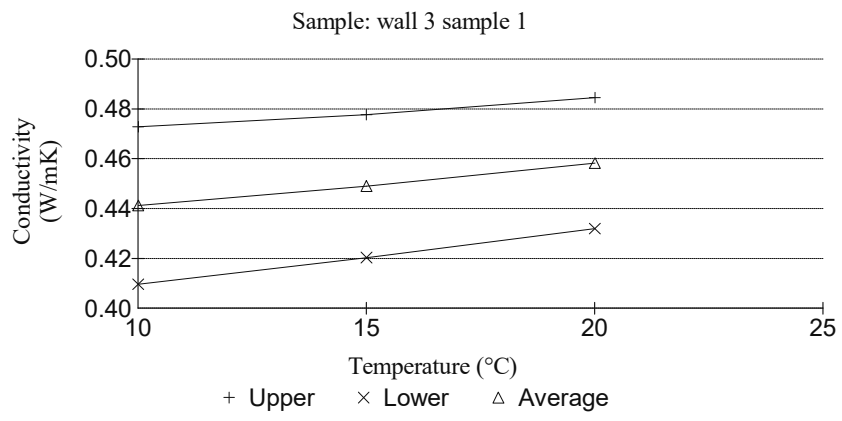 Sample: wall 3 sample 1
Conductivity
(W/mK)
0.50
0.48
0.46
0.44
0.42
0.40
10 15 20 25
Temperature (°C)
+ Upper × Lower △ Average